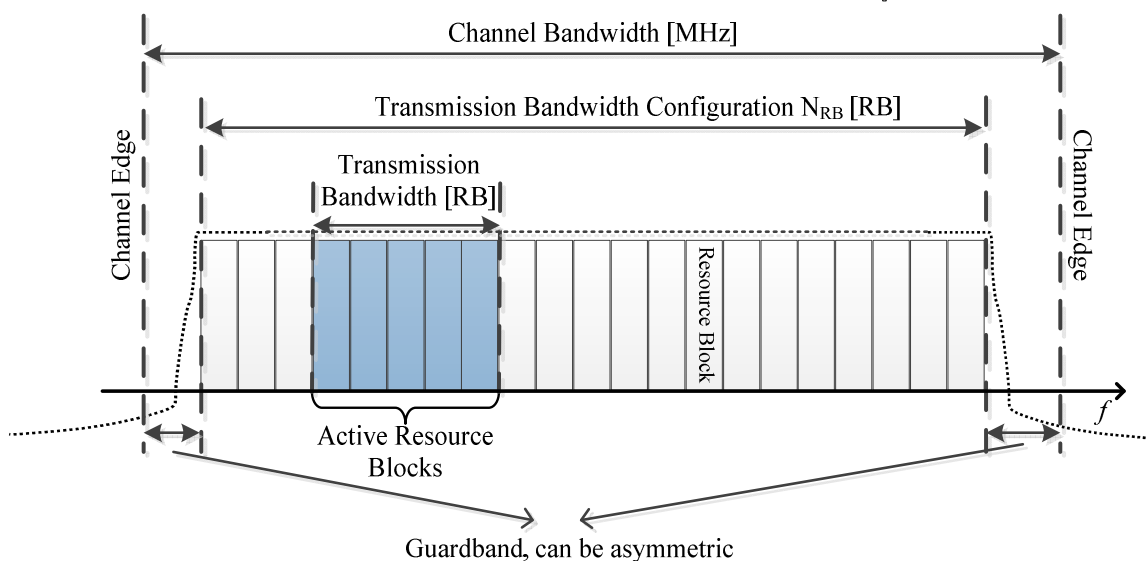 Channel Bandwidth [MHz]
Transmission Bandwidth Configuration N_RB [RB]
Transmission
Bandwidth [RB]
Channel Edge
Channel Edge
Resource Block
f
Active Resource
Blocks
Guardband, can be asymmetric